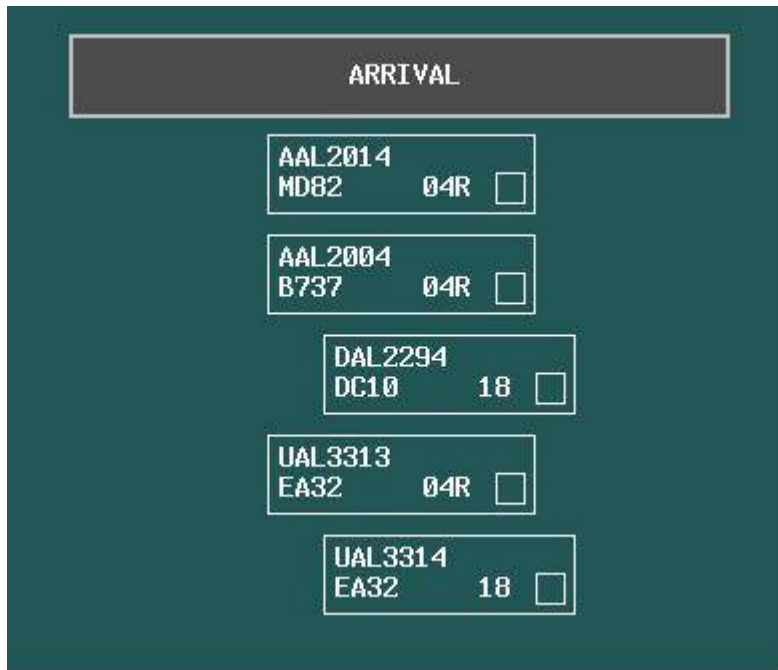 ARRIVAL
AAL2014
MD82 04R
AAL2004
B737 04R
DAL2294
DC10 18
UAL3313
EA32 04R
UAL3314
EA32 18